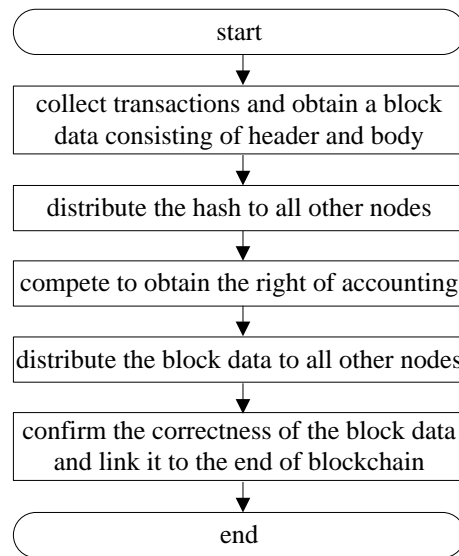 start
collect transactions and obtain a block
data consisting of header and body
distribute the hash to all other nodes
compete to obtain the right of accounting
distribute the block data to all other nodes
confirm the correctness of the block data
and link it to the end of blockchain
end